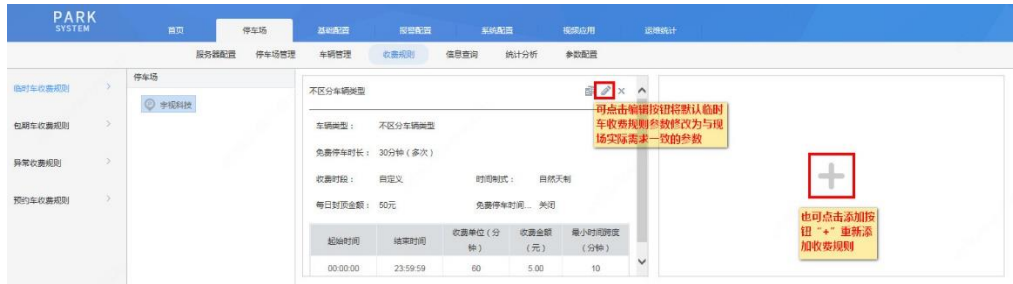 PARK
SYSTEM
首页 停车场 基础配置 报警配置 系统配置 视频应用 运维统计
服务器配置 停车场管理 车辆管理 收费规则 信息查询 统计分析 参数配置
临时车收费规则
包期车收费规则
异常收费规则
预约车收费规则
停车场
宇视科技
不区分车辆类型
可点击编辑按钮将默认临时
车收费规则参数修改为与现
场实际需求一致的参数
车辆类型： 不区分车辆类型
免费停车时长： 30分钟（多次）
收费时段： 自定义 时间制式： 自然天制
每日封顶金额： 50元 免费停车时间... 关闭
起始时间 结束时间 收费单位（分钟） 收费金额（元） 最小时间跨度（分钟）
00:00:00 23:59:59 60 5.00 10
也可点击添加按
钮“+”重新添
加收费规则